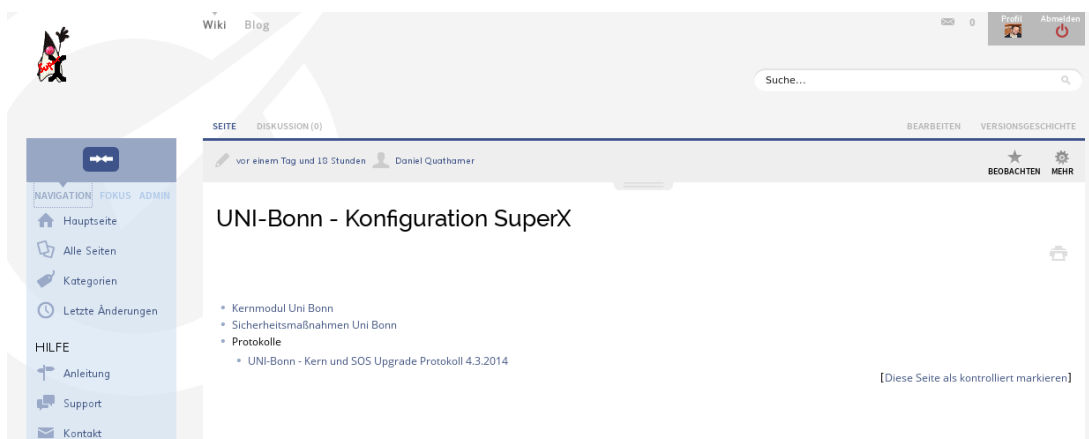 Wiki Blog
0 Profil Abmelden
Super
Suche...
SEITE DISKUSSION (0) BEARBEITEN VERSIONSGESCHICHTE
vor einem Tag und 18 Stunden Daniel Quathamer BEOBACHTEN MEHR
NAVIGATION FOKUS ADMIN
Hauptseite
Alle Seiten
Kategorien
Letzte Änderungen
HILFE
Anleitung
Support
Kontakt
UNI-Bonn - Konfiguration SuperX
Kernmodul Uni Bonn
Sicherheitsmaßnahmen Uni Bonn
Protokolle
UNI-Bonn - Kern und SOS Upgrade Protokoll 4.3.2014
[Diese Seite als kontrolliert markieren]